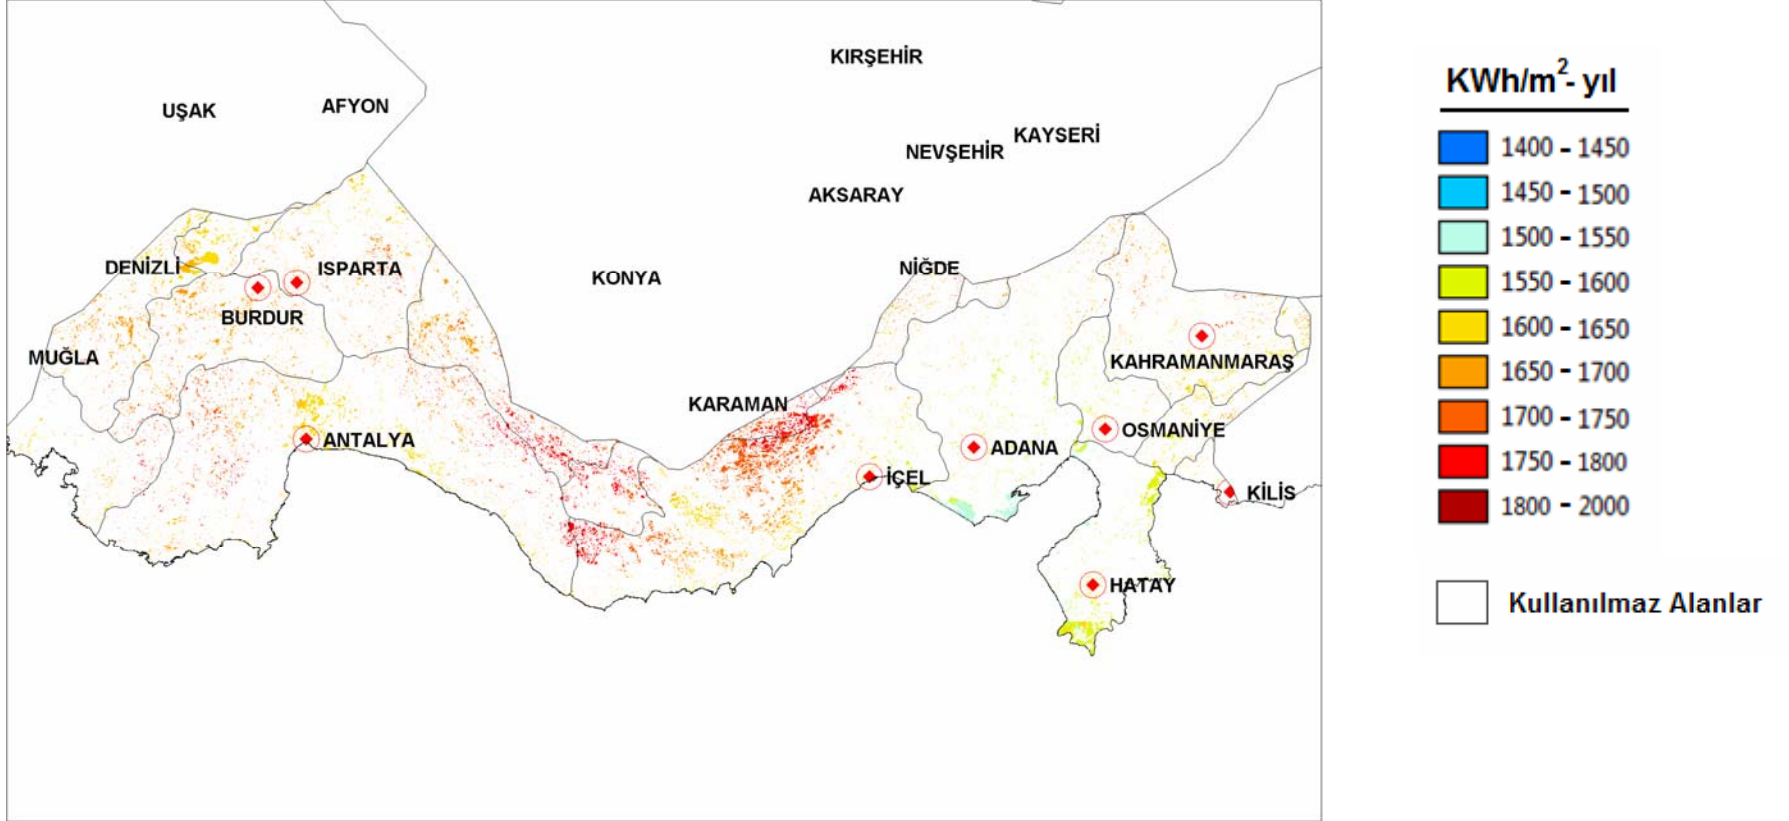 KIRŞEHİR
UŞAK
AFYON
KAYSERİ
NEVŞEHİR
AKSARAY
DENİZLİ
ISPARTA
KONYA
NİĞDE
BURDUR
MUĞLA
KAHRAMANMARAŞ
KARAMAN
ANTALYA
OSMANİYE
ADANA
İÇEL
KİLİS
HATAY
KWh/m²- yıl
1400 - 1450
1450 - 1500
1500 - 1550
1550 - 1600
1600 - 1650
1650 - 1700
1700 - 1750
1750 - 1800
1800 - 2000
Kullanılmaz Alanlar